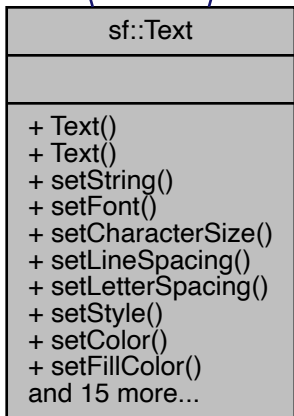 sf::Text
+ Text()
+ Text()
+ setString()
+ setFont()
+ setCharacterSize()
+ setLineSpacing()
+ setLetterSpacing()
+ setStyle()
+ setColor()
+ setFillColor()
and 15 more...